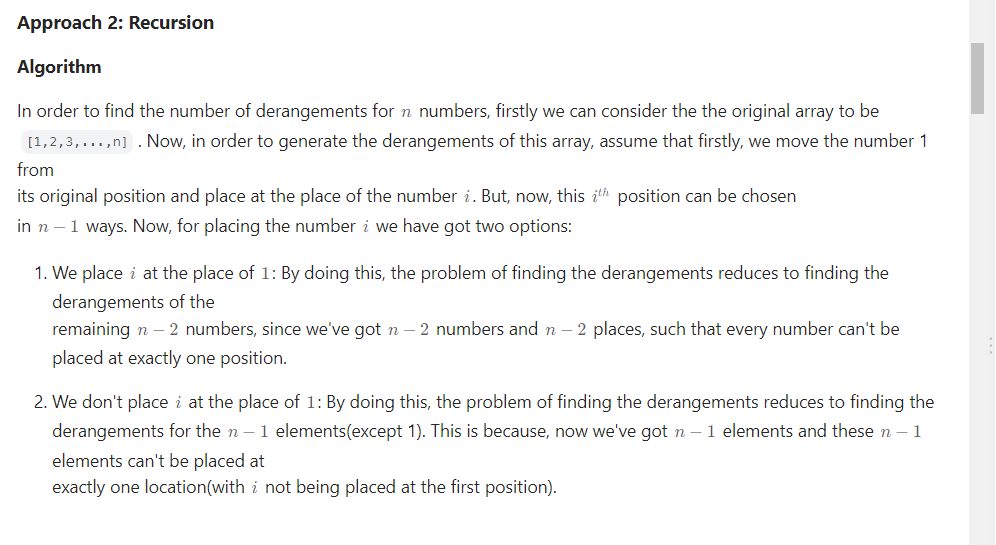 Approach 2: Recursion
Algorithm
In order to find the number of derangements for n numbers, firstly we can consider the the original array to be
[1,2,3,...,n] . Now, in order to generate the derangements of this array, assume that firstly, we move the number 1
from
its original position and place at the place of the number i. But, now, this i^{th} position can be chosen
in n − 1 ways. Now, for placing the number i we have got two options:
1. We place i at the place of 1: By doing this, the problem of finding the derangements reduces to finding the
derangements of the
remaining n − 2 numbers, since we've got n − 2 numbers and n − 2 places, such that every number can't be
placed at exactly one position.
2. We don't place i at the place of 1: By doing this, the problem of finding the derangements reduces to finding the
derangements for the n − 1 elements(except 1). This is because, now we've got n − 1 elements and these n − 1
elements can't be placed at
exactly one location(with i not being placed at the first position).